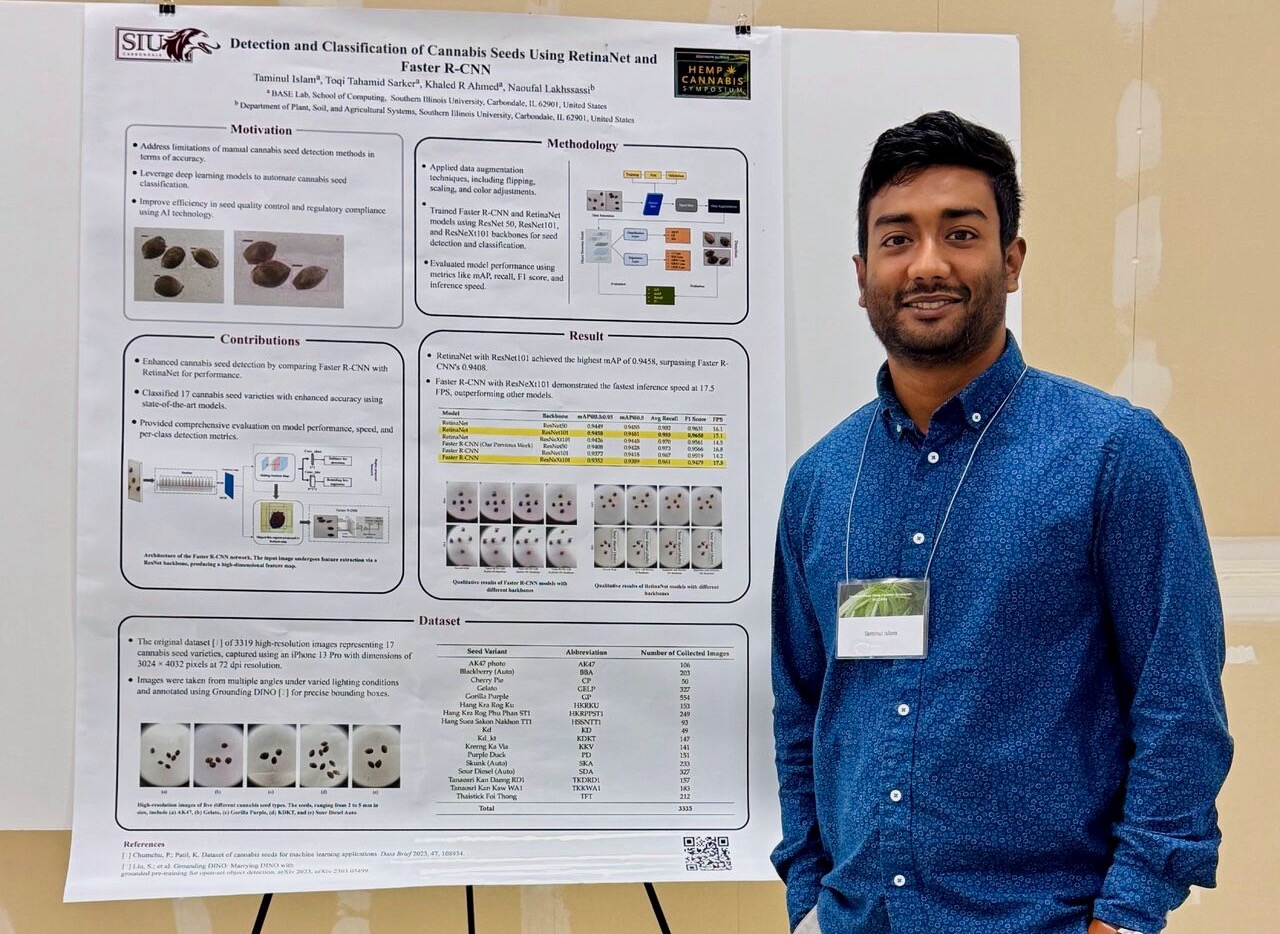 SIU
CARBONDALE
Detection and Classification of Cannabis Seeds Using RetinaNet and
Faster R-CNN
HEMP
CANNABIS
SYMPOSIUM
Taminul Islamᵃ, Toqi Tahamid Sarkerᵃ, Khaled R Ahmedᵃ, Naoufal Lakhssassiᵇ
ᵃ BASE Lab, School of Computing, Southern Illinois University, Carbondale, IL 62901, United States
ᵇ Department of Plant, Soil, and Agricultural Systems, Southern Illinois University, Carbondale, IL 62901, United States
Motivation
• Address limitations of manual cannabis seed detection methods in
terms of accuracy.
• Leverage deep learning models to automate cannabis seed
classification.
• Improve efficiency in seed quality control and regulatory compliance
using AI technology.
Methodology
• Applied data augmentation
techniques, including flipping,
scaling, and color adjustments.
• Trained Faster R-CNN and RetinaNet
models using ResNet 50, ResNet101,
and ResNeXt101 backbones for seed
detection and classification.
• Evaluated model performance using
metrics like mAP, recall, F1 score, and
inference speed.
Training Test Validation
Contributions
• Enhanced cannabis seed detection by comparing Faster R-CNN with
RetinaNet for performance.
• Classified 17 cannabis seed varieties with enhanced accuracy using
state-of-the-art models.
• Provided comprehensive evaluation on model performance, speed, and
per-class detection metrics.
Architecture of the Faster R-CNN network. The input image undergoes feature extraction via a
ResNet backbone, producing a high-dimensional feature map.
Result
• RetinaNet with ResNet101 achieved the highest mAP of 0.9458, surpassing Faster R-
CNN's 0.9408.
• Faster R-CNN with ResNeXt101 demonstrated the fastest inference speed at 17.5
FPS, outperforming other models.
Model Backbone mAP@0.5:0.95 mAP@0.5 Avg Recall F1 Score FPS
RetinaNet ResNet50 0.9449 0.9485 0.982 0.9631 16.1
RetinaNet ResNet101 0.9458 0.9481 0.985 0.9650 15.1
RetinaNet ResNeXt101 0.9426 0.9449 0.970 0.9561 14.5
Faster R-CNN (Our Previous Work) ResNet50 0.9408 0.9428 0.973 0.9566 16.8
Faster R-CNN ResNet101 0.9377 0.9418 0.967 0.9519 14.2
Faster R-CNN ResNeXt101 0.9352 0.9389 0.961 0.9479 17.5
Qualitative results of Faster R-CNN models with
different backbones
Qualitative results of RetinaNet models with different
backbones
Dataset
• The original dataset of 3319 high-resolution images representing 17
cannabis seed varieties, captured using an iPhone 13 Pro with dimensions of
3024 × 4032 pixels at 72 dpi resolution.
• Images were taken from multiple angles under varied lighting conditions
and annotated using Grounding DINO for precise bounding boxes.
(a) (b) (c) (d) (e)
High-resolution images of five different cannabis seed types. The seeds, ranging from 2 to 5 mm in
size, include (a) AK47, (b) Gelato, (c) Gorilla Purple, (d) KDKT, and (e) Sour Diesel Auto.
Seed Variant Abbreviation Number of Collected Images
AK47 photo AK47 106
Blackberry (Auto) BBA 203
Cherry Pie CP 50
Gelato GELP 327
Gorilla Purple GP 554
Hang Kra Rog Ku HKRKU 153
Hang Kra Rog Phu Phan ST1 HKRPPST1 249
Hang Suea Sakon Nakhon TT1 HSSNTT1 93
Kd KD 49
Kd_kt KDKT 147
Krerng Ka Via KKV 141
Purple Duck PD 151
Skunk (Auto) SKA 233
Sour Diesel (Auto) SDA 327
Tanaosri Kan Daeng RD1 TKDRD1 157
Tanaosri Kan Kaw WA1 TKKWA1 183
Thaistick Foi Thong TFT 212
Total 3335
References
Chumchu, P.; Patil, K. Dataset of cannabis seeds for machine learning applications. Data Brief 2023, 47, 108954.
Liu, S.; et al. Grounding DINO: Marrying DINO with
grounded pre-training for open-set object detection. arXiv 2023, arXiv 2303.05499.
Taminul Islam